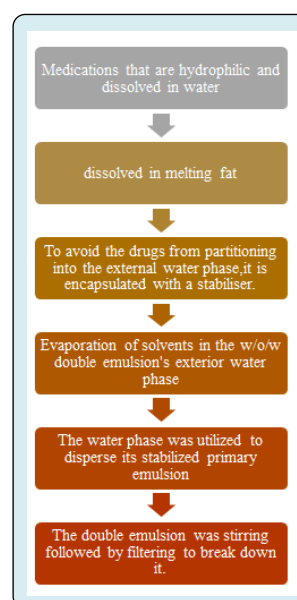 Medications that are hydrophilic and
dissolved in water
dissolved in melting fat
To avoid the drugs from partitioning
into the external water phase,it is
encapsulated with a stabiliser.
Evaporation of solvents in the w/o/w
double emulsion's exterior water
phase
The water phase was utilized to
disperse its stabilized primary
emulsion
The double emulsion was stirring
followed by filtering to break down
it.